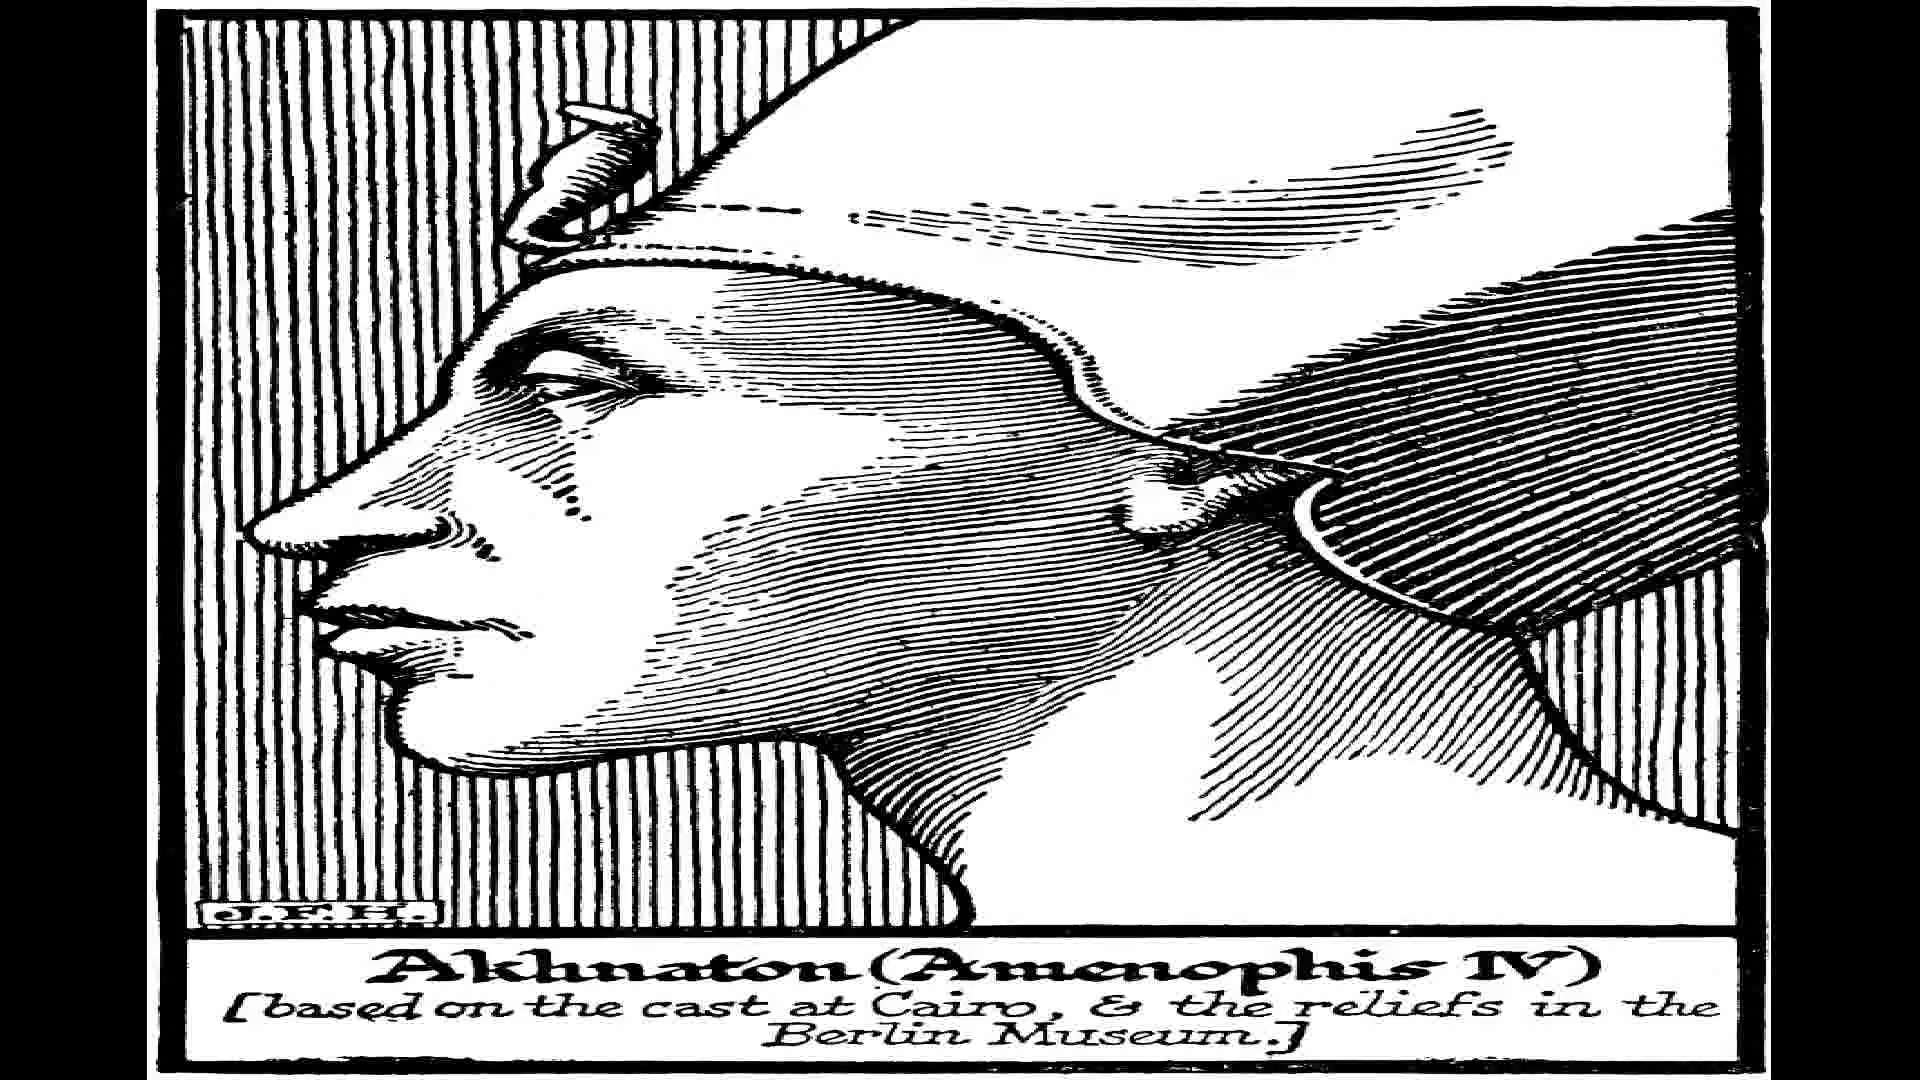 J.F.H.
Akhnaton (Amenophis IV)
[based on the cast at Cairo, & the reliefs in the
Berlin Museum.]